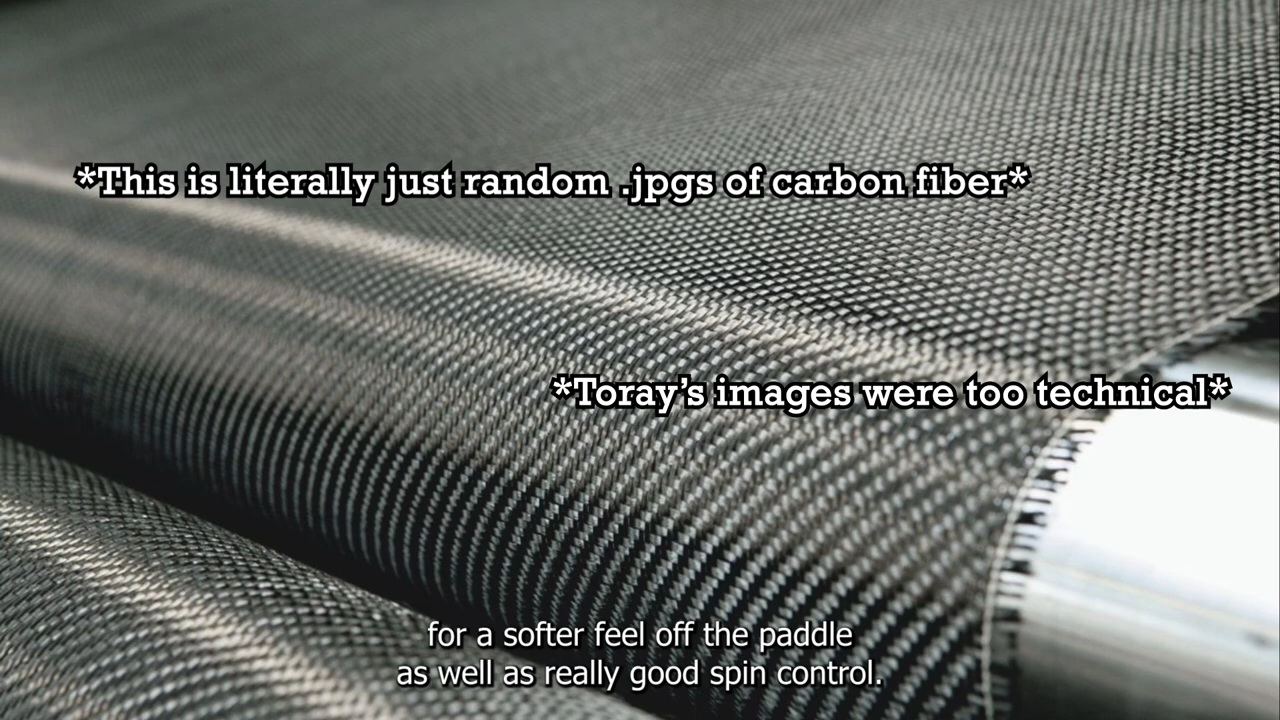 *This is literally just random .jpgs of carbon fiber*
*Toray’s images were too technical*
for a softer feel off the paddle
as well as really good spin control.